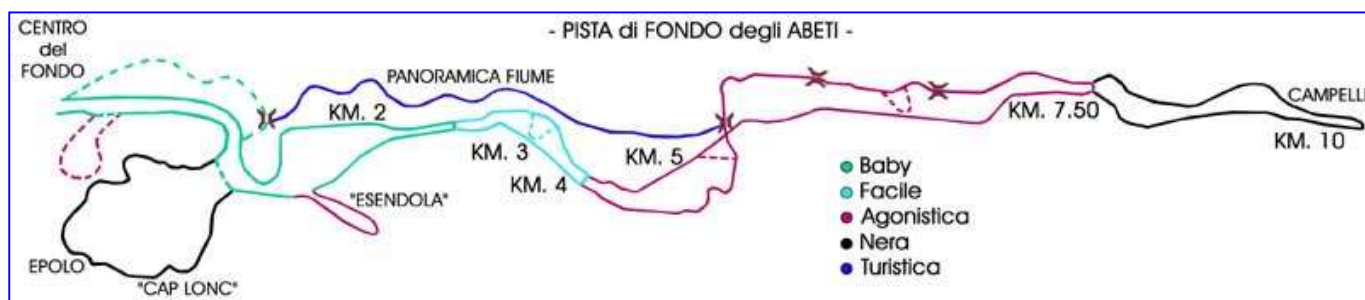 CENTRO
del
FONDO
- PISTA di FONDO degli ABETI -
PANORAMICA FIUME
KM. 2
KM. 3
KM. 4
KM. 5
KM. 7.50
CAMPELLI
KM. 10
"ESENDOLA"
EPOLO
"CAP LONC"
Baby
Facile
Agonistica
Nera
Turistica